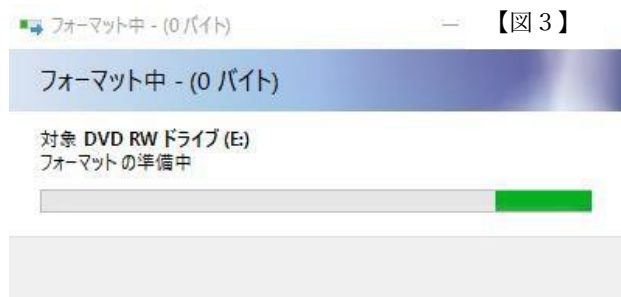 フォーマット中 - (0 バイト)
【図３】
フォーマット中 - (0 バイト)
対象 DVD RW ドライブ (E:)
フォーマット の準備中